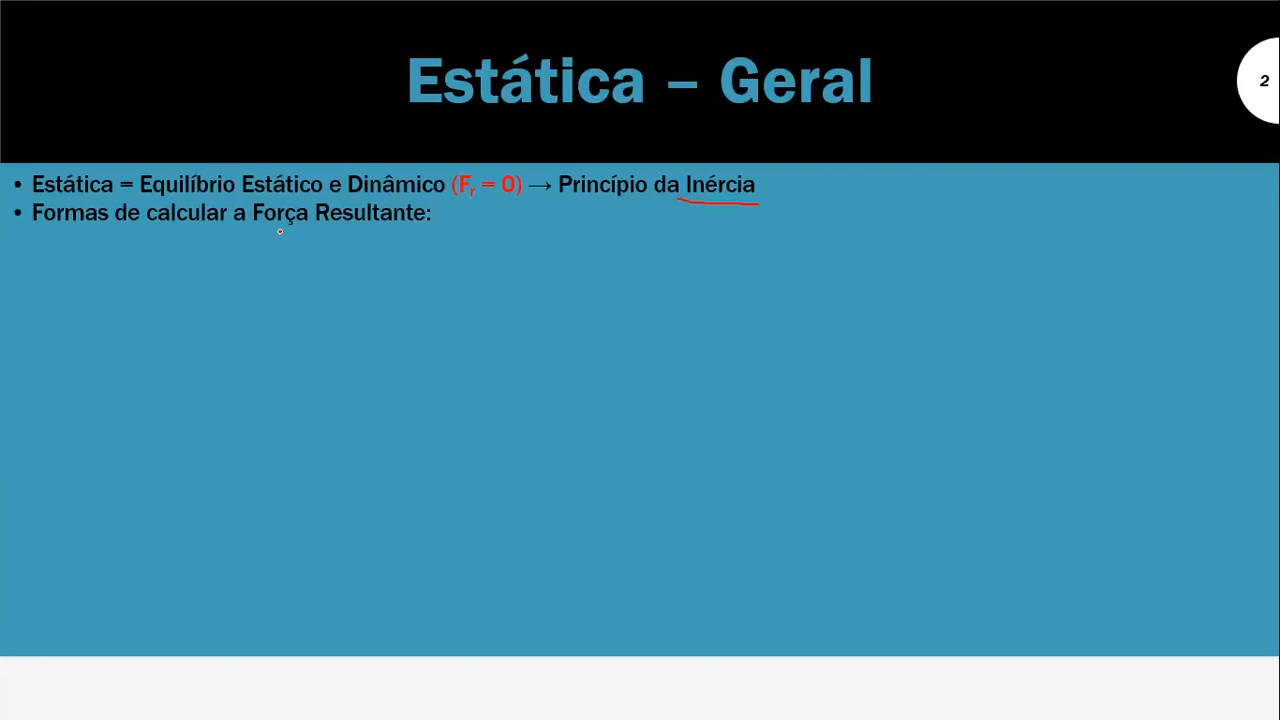 Estática – Geral
2
• Estática = Equilíbrio Estático e Dinâmico (Fr = 0) → Princípio da Inércia
• Formas de calcular a Força Resultante: